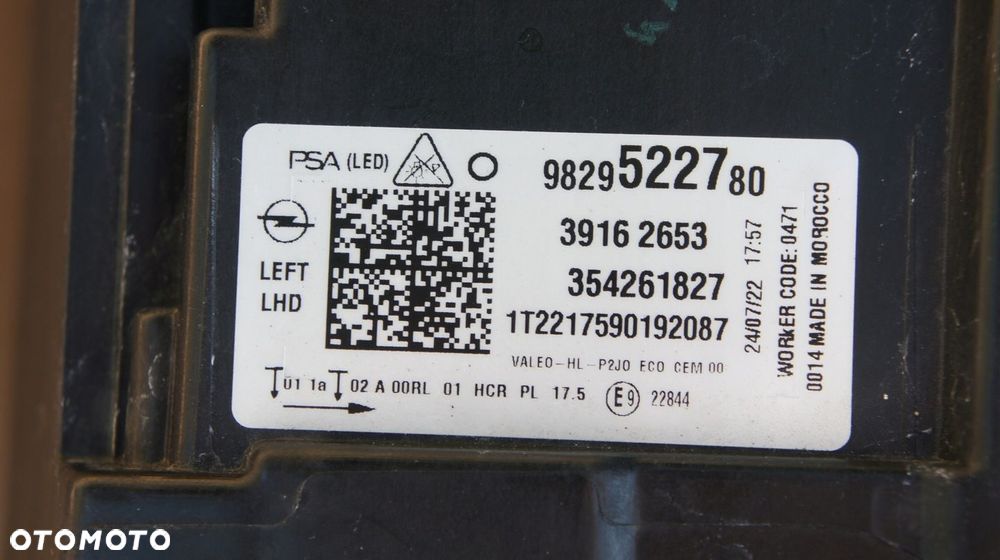 PSA (LED)
9829522780
LEFT
LHD
3916 2653
354261827
1T2217590192087
VALEO-HL-P2JO ECO CEM 00
01 1a 02 A 00RL 01 HCR PL 17.5 E9 22844
24/07/22 17:57
WORKER CODE: 0471
0014 MADE IN MOROCCO
OTOMOTO